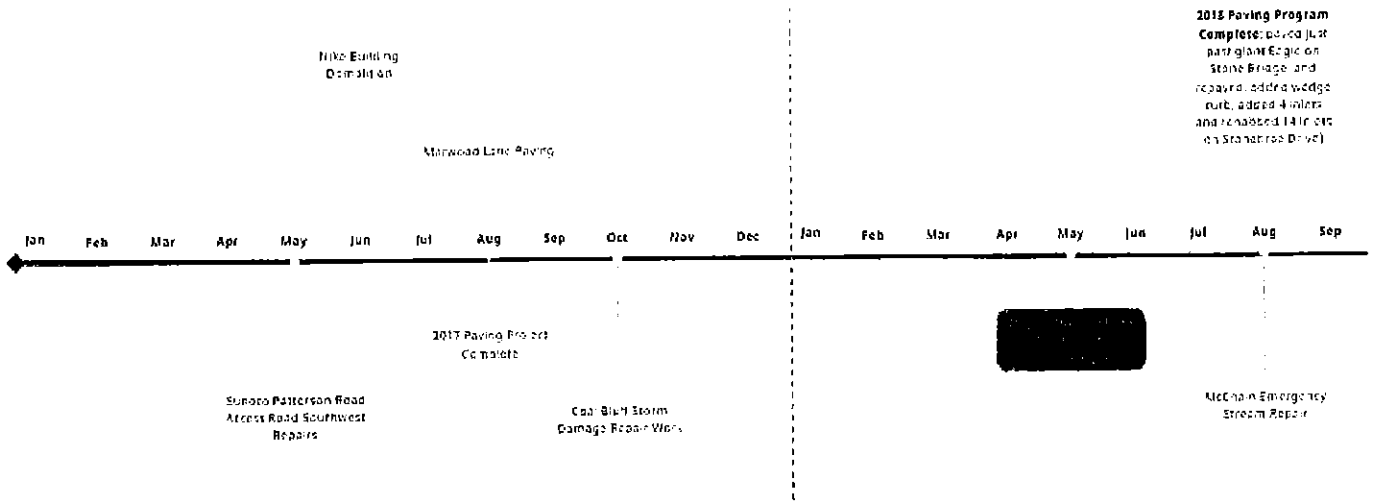 2018 Paving Program
Complete: paved just
past giant Eagle on
Stone Bridge and
repaved, added wedge
curb, added 4 inlets
and rehabbed 14 inlets
on Stonebrae Drive)
Nike Building
Demolition
Marwood Lane Paving
Jan Feb Mar Apr May Jun Jul Aug Sep Oct Nov Dec Jan Feb Mar Apr May Jun Jul Aug Sep
2017 Paving Project
Complete
Sunoco Patterson Road
Access Road Southwest
Repairs
Coal Bluff Storm
Damage Repair Work
McClain Emergency
Stream Repair